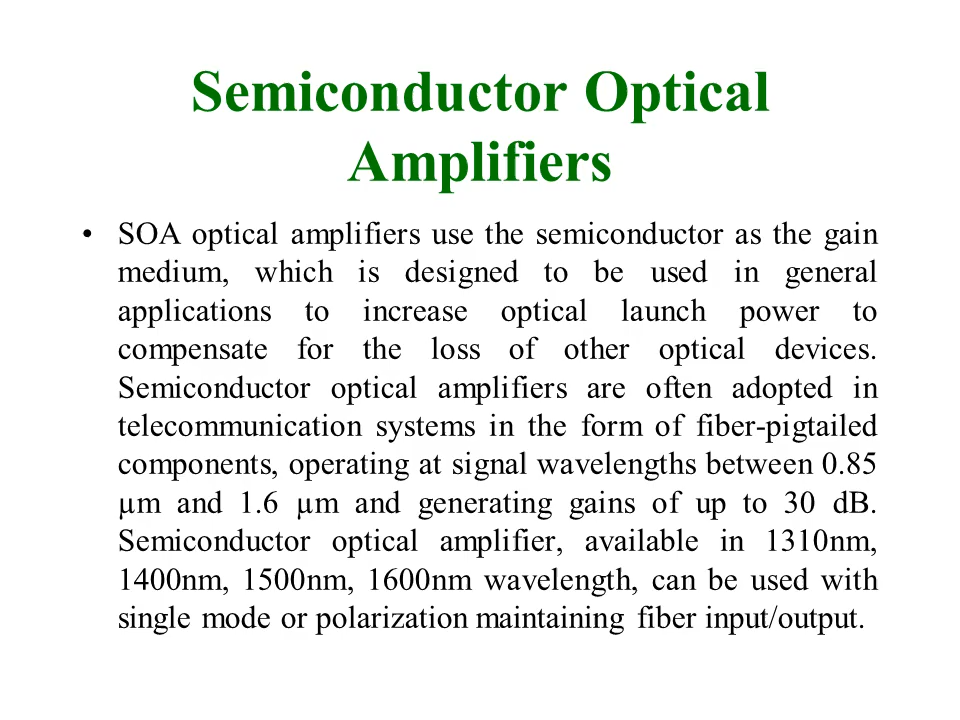 Semiconductor Optical
Amplifiers
• SOA optical amplifiers use the semiconductor as the gain
medium, which is designed to be used in general
applications to increase optical launch power to
compensate for the loss of other optical devices.
Semiconductor optical amplifiers are often adopted in
telecommunication systems in the form of fiber-pigtailed
components, operating at signal wavelengths between 0.85
µm and 1.6 µm and generating gains of up to 30 dB.
Semiconductor optical amplifier, available in 1310nm,
1400nm, 1500nm, 1600nm wavelength, can be used with
single mode or polarization maintaining fiber input/output.